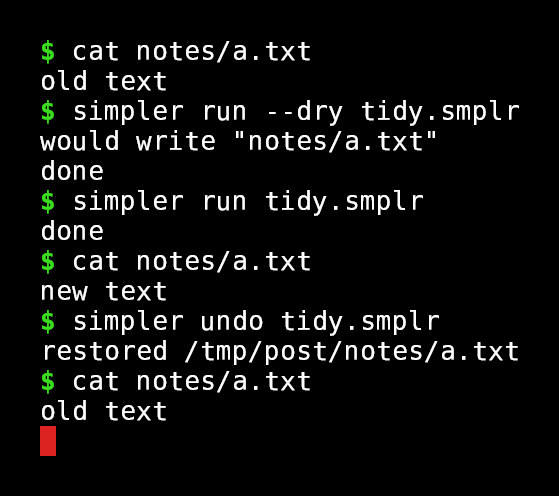 $ cat notes/a.txt
old text
$ simpler run --dry tidy.smplr
would write "notes/a.txt"
done
$ simpler run tidy.smplr
done
$ cat notes/a.txt
new text
$ simpler undo tidy.smplr
restored /tmp/post/notes/a.txt
$ cat notes/a.txt
old text